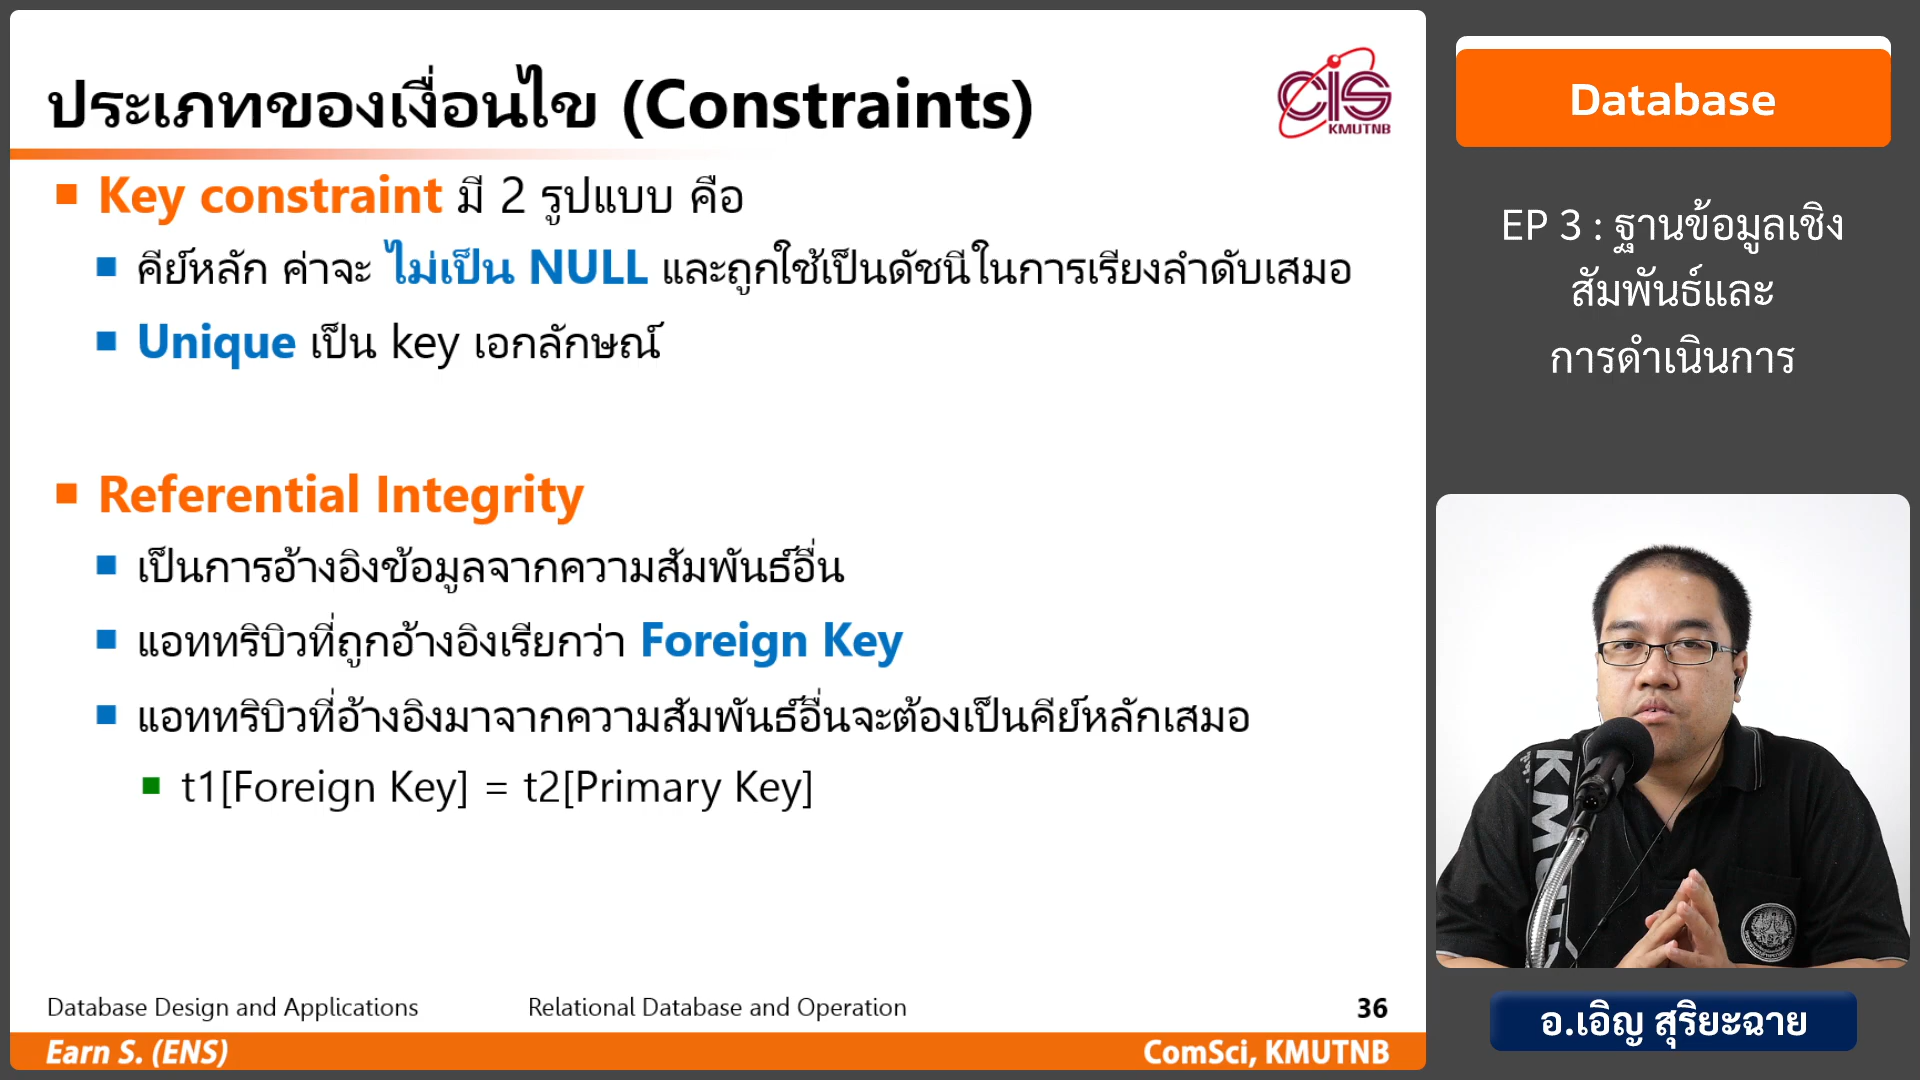 ประเภทของเงื่อนไข (Constraints)
CIS
KMUTNB
Key constraint มี 2 รูปแบบ คือ
คีย์หลัก ค่าจะ ไม่เป็น NULL และถูกใช้เป็นดัชนีในการเรียงลำดับเสมอ
Unique เป็น key เอกลักษณ์
Referential Integrity
เป็นการอ้างอิงข้อมูลจากความสัมพันธ์อื่น
แอททริบิวที่ถูกอ้างอิงเรียกว่า Foreign Key
แอททริบิวที่อ้างอิงมาจากความสัมพันธ์อื่นจะต้องเป็นคีย์หลักเสมอ
t1[Foreign Key] = t2[Primary Key]
Database Design and Applications
Relational Database and Operation
36
Earn S. (ENS)
ComSci, KMUTNB
Database
EP 3 : ฐานข้อมูลเชิง
สัมพันธ์และ
การดำเนินการ
อ.เอิญ สุริยะฉาย